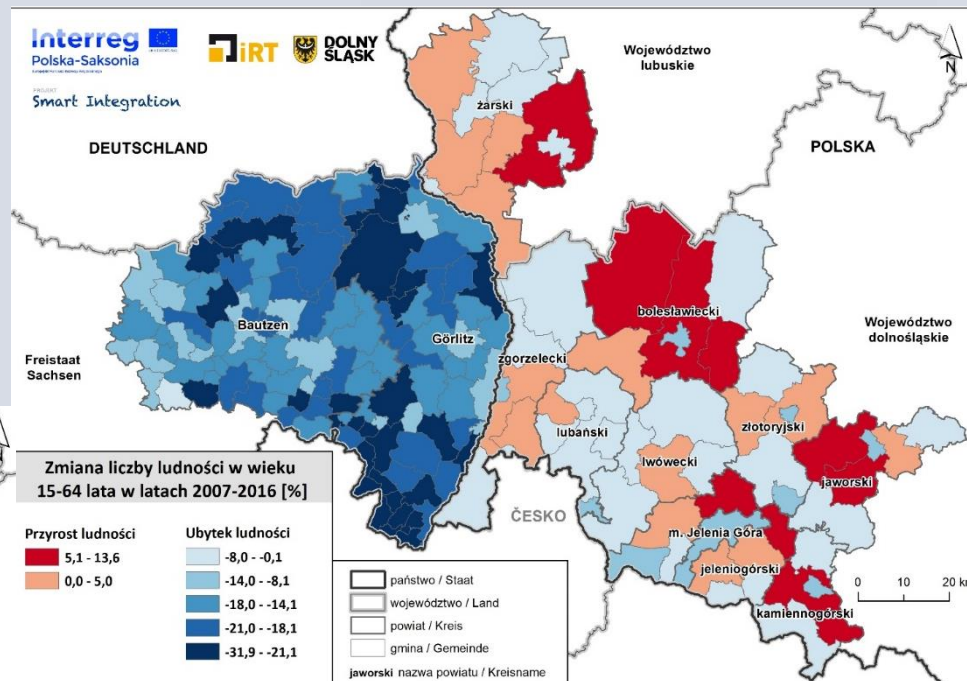 Interreg
Polska-Saksonia
PROJEKT
Smart Integration
iRT
DOLNY
ŚLĄSK
Województwo
lubuskie
N
DEUTSCHLAND
POLSKA
żarski
bolesławiecki
Województwo
dolnośląskie
Bautzen
Görlitz
Freistaat
Sachsen
zgorzelecki
złotoryjski
lubański
lwówecki
jaworski
ČESKO
m. Jelenia Góra
jeleniogórski
kamiennogórski
0 10 20 km
Zmiana liczby ludności w wieku
15-64 lata w latach 2007-2016 [%]
Przyrost ludności
5,1 - 13,6
0,0 - 5,0
Ubytek ludności
-8,0 - -0,1
-14,0 - -8,1
-18,0 - -14,1
-21,0 - -18,1
-31,9 - -21,1
państwo / Staat
województwo / Land
powiat / Kreis
gmina / Gemeinde
jaworski nazwa powiatu / Kreisname